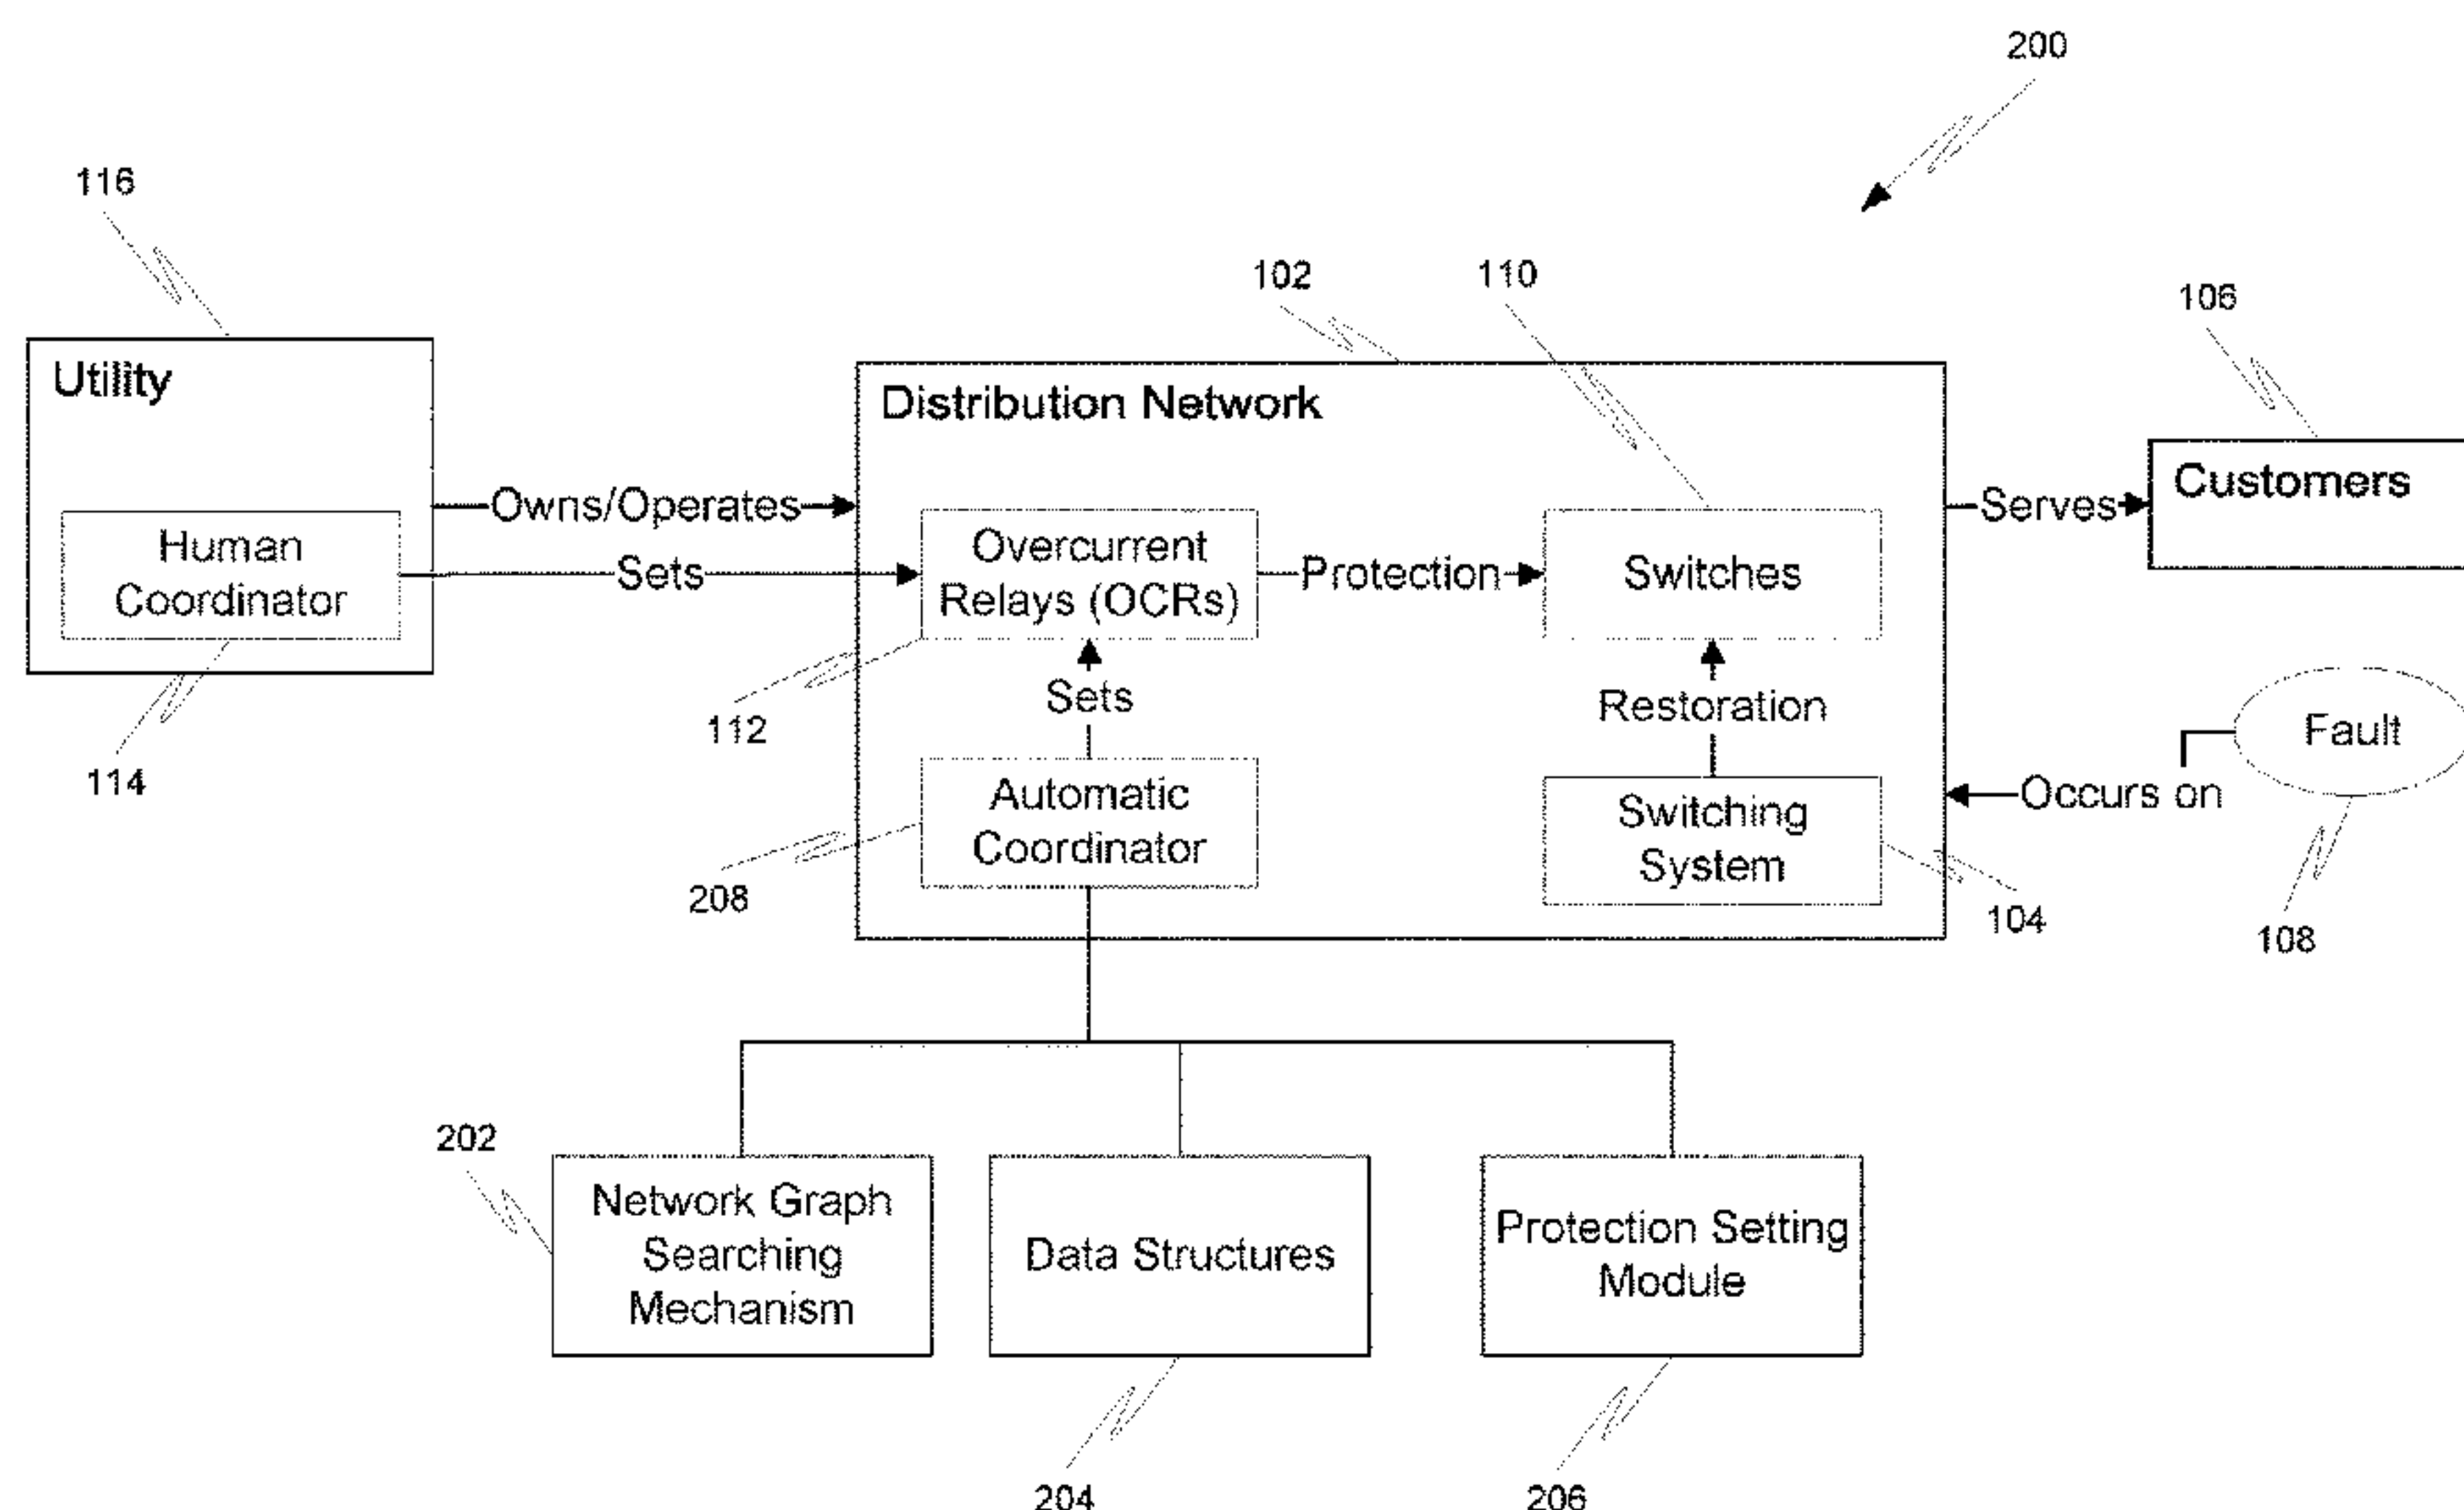 200
116
102
110
106
Utility
Distribution Network
Customers
Owns/Operates
Serves
Human
Coordinator
Sets
Overcurrent
Relays (OCRs)
Protection
Switches
112
Sets
Restoration
Fault
114
Automatic
Coordinator
Switching
System
Occurs on
208
104
108
202
Network Graph
Searching
Mechanism
Data Structures
Protection Setting
Module
204
206